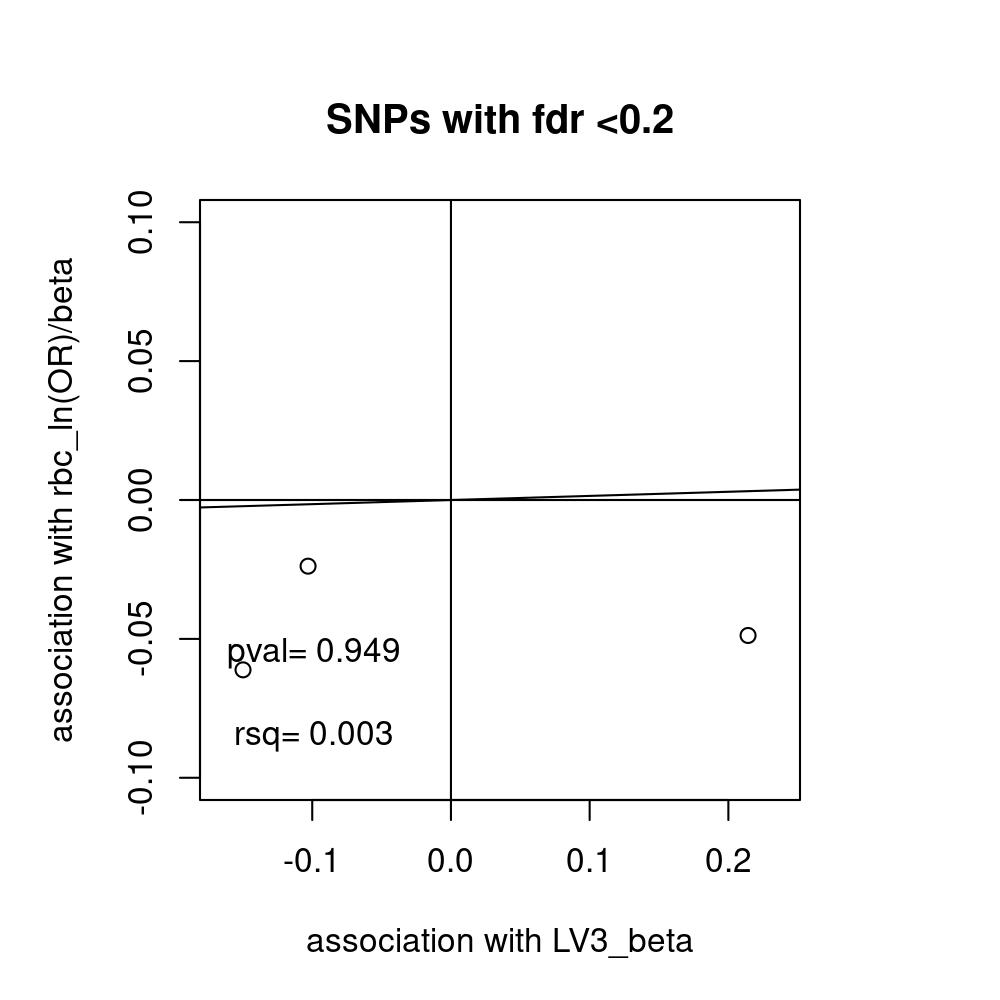 SNPs with fdr <0.2
association with rbc_ln(OR)/beta
0.10
0.05
0.00
-0.05
-0.10
pval= 0.949
rsq= 0.003
-0.1 0.0 0.1 0.2
association with LV3_beta